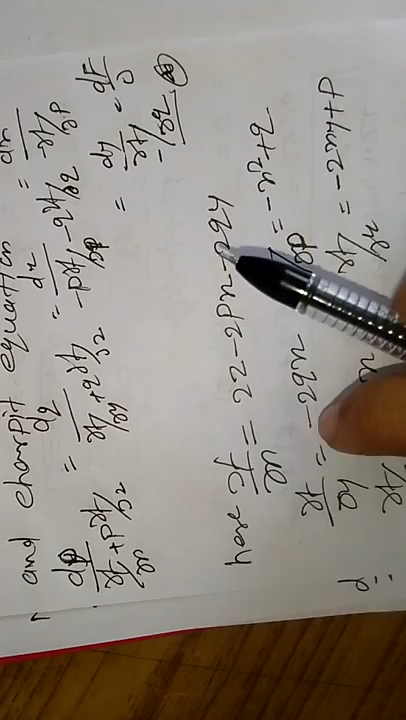 and charpit equation
dp/(∂f/∂x + p∂f/∂z) = dq/(∂f/∂y + q∂f/∂z) = dz/(-p∂f/∂p - q∂f/∂q) = dx/(-∂f/∂p)
= dy/(-∂f/∂q) = dF/0
Here ∂f/∂x = 2z - 2px - 2qy
∂f/∂y = -2qx ∂f/∂p = -x²+q
∂f/∂q = -2xy+p